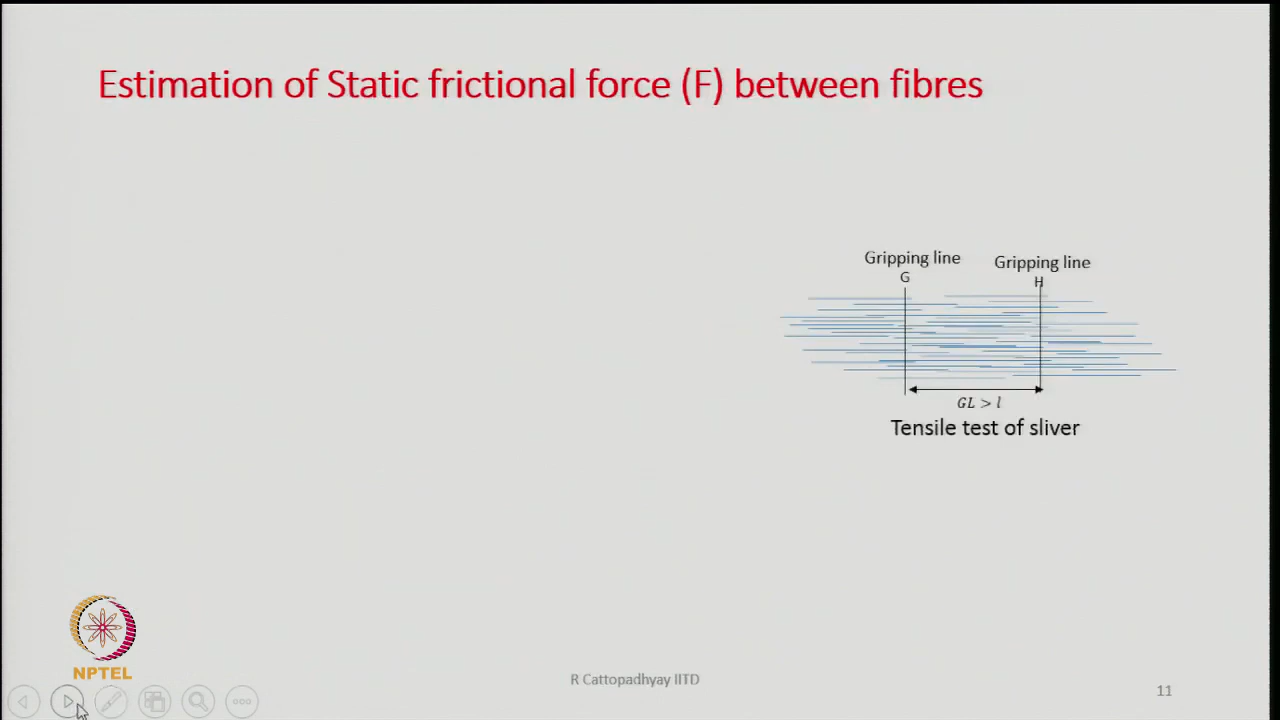 Estimation of Static frictional force (F) between fibres
Gripping line
G
Gripping line
H
GL > l
Tensile test of sliver
NPTEL
R Cattopadhyay IITD
11